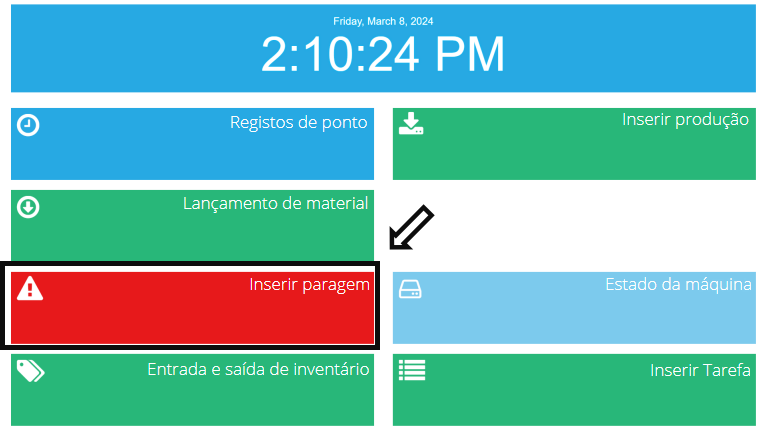 Friday, March 8, 2024
2:10:24 PM
Registos de ponto
Inserir produção
Lançamento de material
Inserir paragem
Estado da máquina
Entrada e saída de inventário
Inserir Tarefa